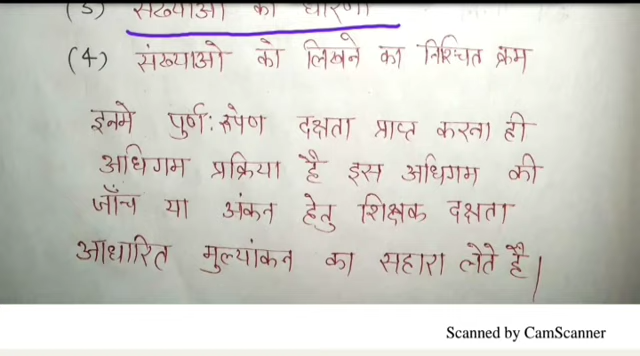 (3) संख्याओ की धारणा
(4) संख्याओ को लिखने का निश्चित क्रम
इनमे पुर्ण: रूपेण दक्षता प्राप्त करना ही
अधिगम प्रक्रिया है इस अधिगम की
जाँच या अंकन हेतु शिक्षक दक्षता
आधारित मुल्यांकन का सहारा लेते है।
Scanned by CamScanner